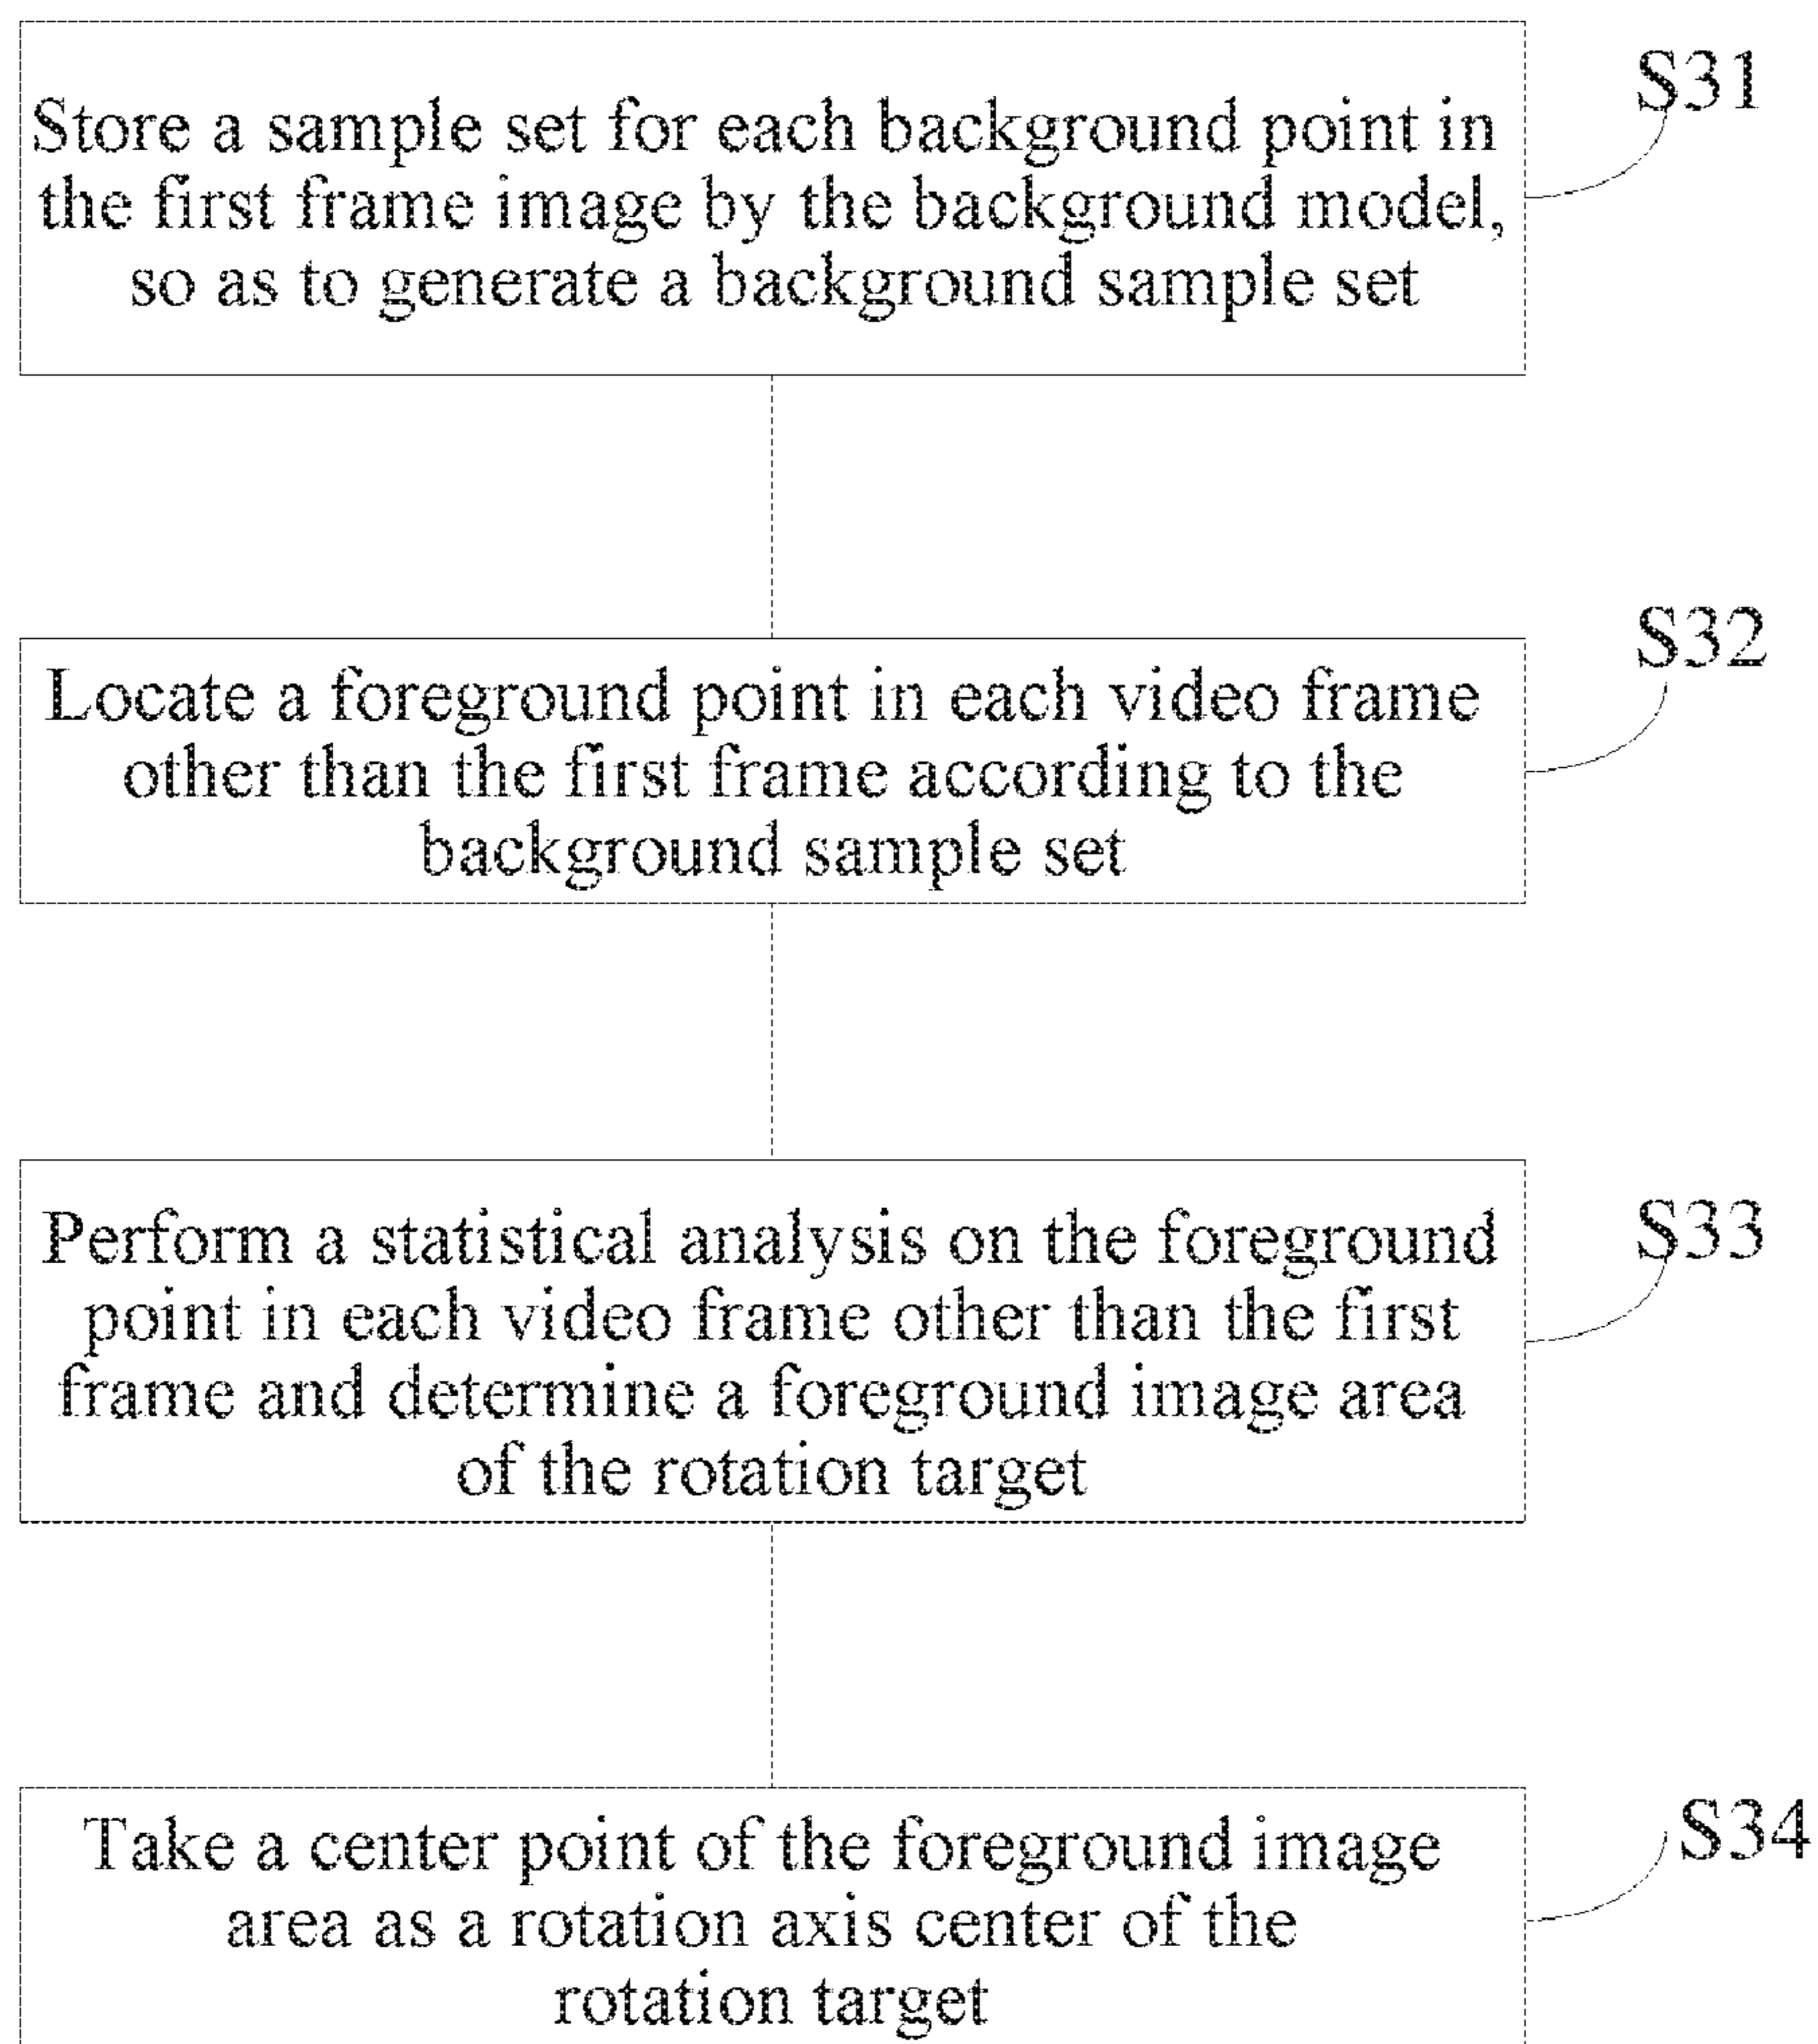 S31
Store a sample set for each background point in
the first frame image by the background model,
so as to generate a background sample set
S32
Locate a foreground point in each video frame
other than the first frame according to the
background sample set
S33
Perform a statistical analysis on the foreground
point in each video frame other than the first
frame and determine a foreground image area
of the rotation target
S34
Take a center point of the foreground image
area as a rotation axis center of the
rotation target